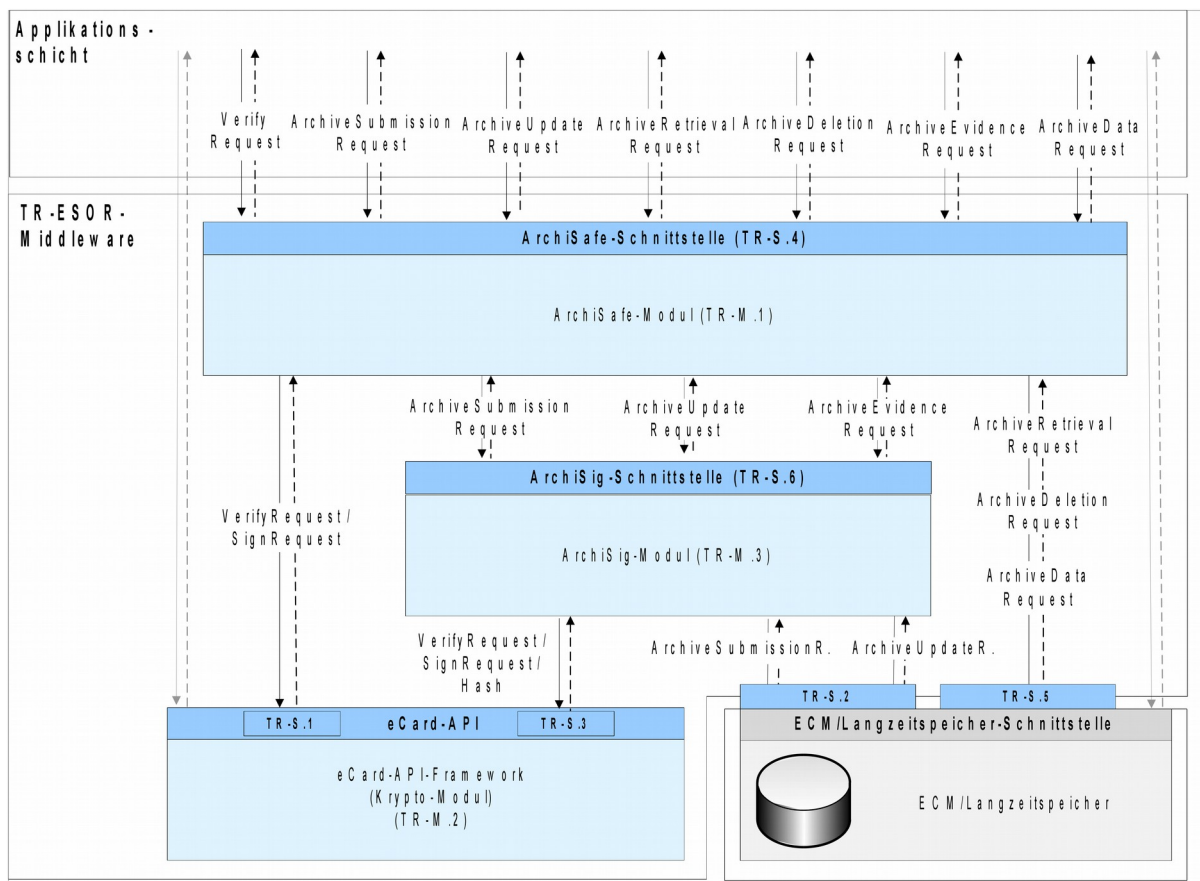 Applikations-
schicht
Verify
Request
ArchiveSubmission
Request
ArchiveUpdate
Request
ArchiveRetrieval
Request
ArchiveDeletion
Request
ArchiveEvidence
Request
ArchiveData
Request
TR-ESOR-
Middleware
ArchiSafe-Schnittstelle (TR-S.4)
ArchiSafe-Modul (TR-M.1)
ArchiveSubmission
Request
ArchiveUpdate
Request
ArchiveEvidence
Request
ArchiveRetrieval
Request
ArchiveDeletion
Request
ArchiveData
Request
VerifyRequest/
SignRequest
ArchiSig-Schnittstelle (TR-S.6)
ArchiSig-Modul (TR-M.3)
VerifyRequest/
SignRequest/
Hash
ArchiveSubmissionR.
ArchiveUpdateR.
TR-S.2
TR-S.5
TR-S.1
eCard-API
TR-S.3
ECM/Langzeitspeicher-Schnittstelle
eCard-API-Framework
(Krypto-Modul)
(TR-M.2)
ECM/Langzeitspeicher